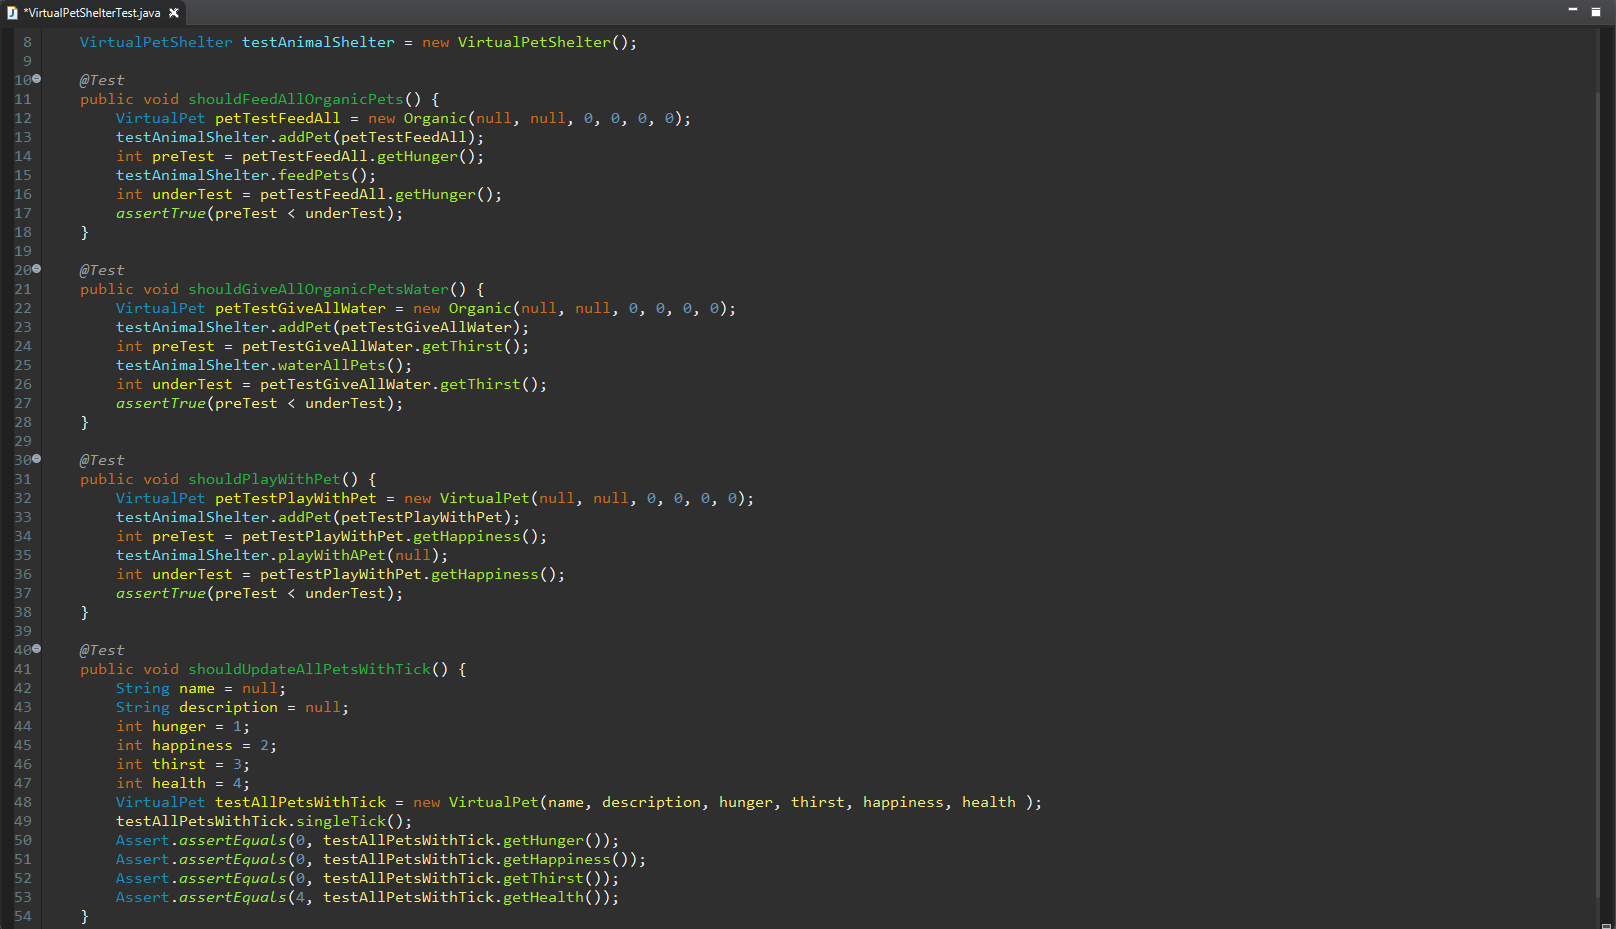 *VirtualPetShelterTest.java
8 VirtualPetShelter testAnimalShelter = new VirtualPetShelter();
9
10 @Test
11 public void shouldFeedAllOrganicPets() {
12 VirtualPet petTestFeedAll = new Organic(null, null, 0, 0, 0, 0);
13 testAnimalShelter.addPet(petTestFeedAll);
14 int preTest = petTestFeedAll.getHunger();
15 testAnimalShelter.feedPets();
16 int underTest = petTestFeedAll.getHunger();
17 assertTrue(preTest < underTest);
18 }
19
20 @Test
21 public void shouldGiveAllOrganicPetsWater() {
22 VirtualPet petTestGiveAllWater = new Organic(null, null, 0, 0, 0, 0);
23 testAnimalShelter.addPet(petTestGiveAllWater);
24 int preTest = petTestGiveAllWater.getThirst();
25 testAnimalShelter.waterAllPets();
26 int underTest = petTestGiveAllWater.getThirst();
27 assertTrue(preTest < underTest);
28 }
29
30 @Test
31 public void shouldPlayWithPet() {
32 VirtualPet petTestPlayWithPet = new VirtualPet(null, null, 0, 0, 0, 0);
33 testAnimalShelter.addPet(petTestPlayWithPet);
34 int preTest = petTestPlayWithPet.getHappiness();
35 testAnimalShelter.playWithAPet(null);
36 int underTest = petTestPlayWithPet.getHappiness();
37 assertTrue(preTest < underTest);
38 }
39
40 @Test
41 public void shouldUpdateAllPetsWithTick() {
42 String name = null;
43 String description = null;
44 int hunger = 1;
45 int happiness = 2;
46 int thirst = 3;
47 int health = 4;
48 VirtualPet testAllPetsWithTick = new VirtualPet(name, description, hunger, thirst, happiness, health );
49 testAllPetsWithTick.singleTick();
50 Assert.assertEquals(0, testAllPetsWithTick.getHunger());
51 Assert.assertEquals(0, testAllPetsWithTick.getHappiness());
52 Assert.assertEquals(0, testAllPetsWithTick.getThirst());
53 Assert.assertEquals(4, testAllPetsWithTick.getHealth());
54 }